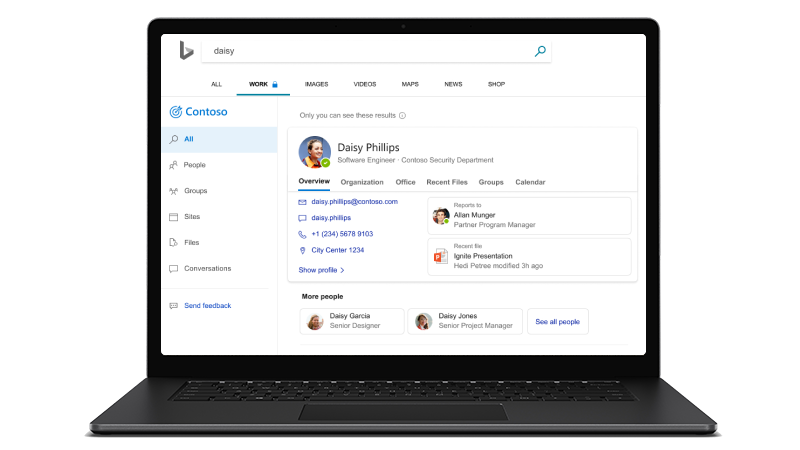 daisy
ALL WORK IMAGES VIDEOS MAPS NEWS SHOP
Contoso
All
People
Groups
Sites
Files
Conversations
Send feedback
Only you can see these results
Daisy Phillips
Software Engineer · Contoso Security Department
Overview Organization Office Recent Files Groups Calendar
daisy.phillips@contoso.com
daisy.phillips
+1 (234) 5678 9103
City Center 1234
Show profile >
Reports to
Allan Munger
Partner Program Manager
Recent file
Ignite Presentation
Hedi Petree modified 3h ago
More people
Daisy Garcia
Senior Designer
Daisy Jones
Senior Project Manager
See all people